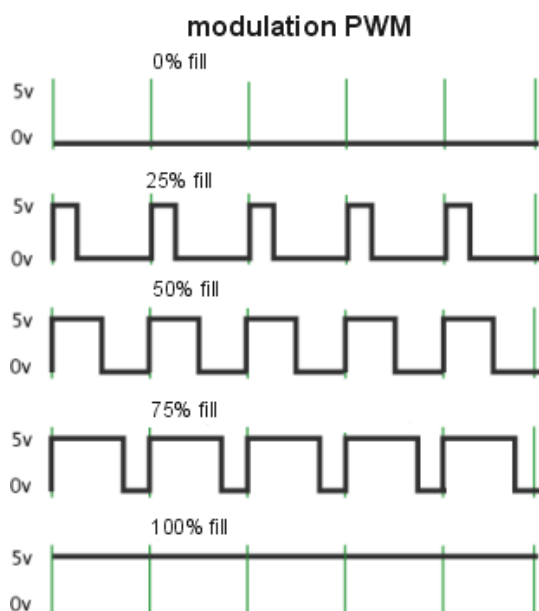 modulation PWM
0% fill
5v
0v
25% fill
5v
0v
50% fill
5v
0v
75% fill
5v
0v
100% fill
5v
0v